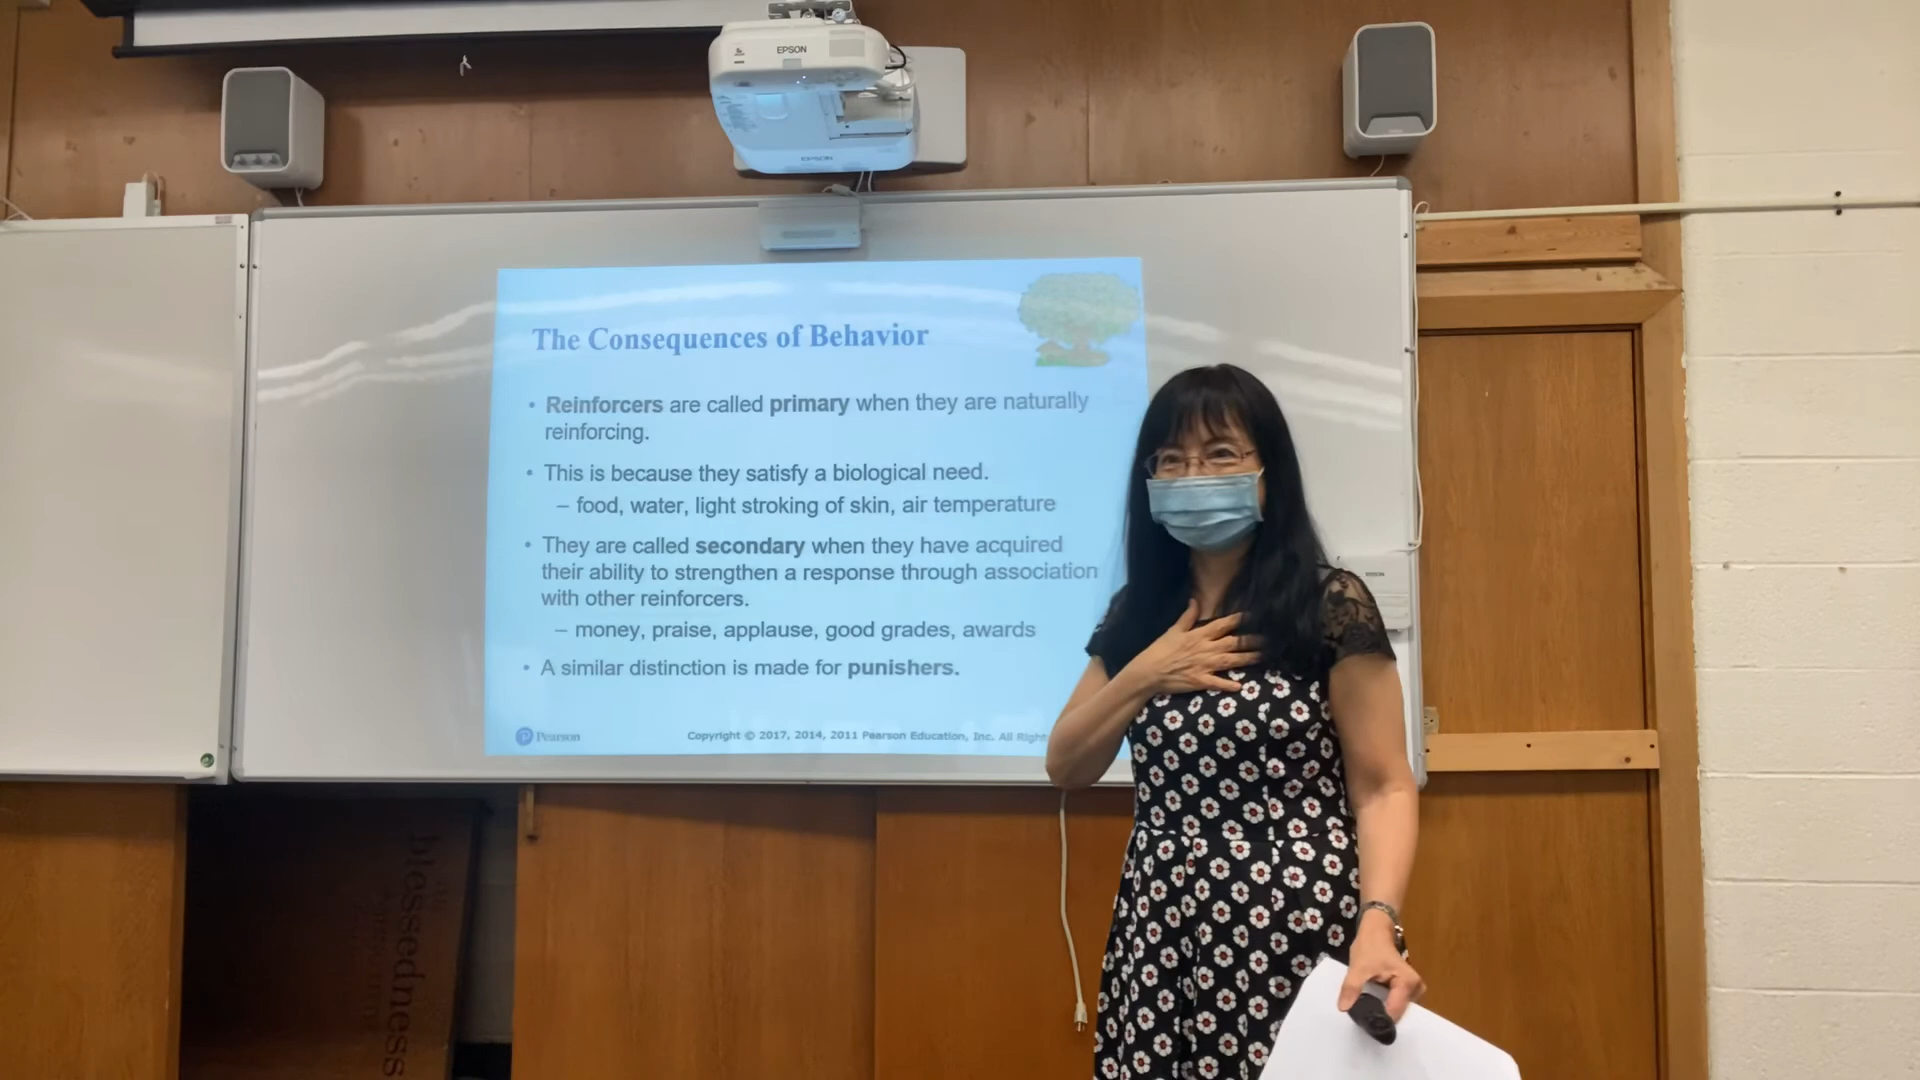 EPSON
EPSON
The Consequences of Behavior
• Reinforcers are called primary when they are naturally
reinforcing.
• This is because they satisfy a biological need.
– food, water, light stroking of skin, air temperature
• They are called secondary when they have acquired
their ability to strengthen a response through association
with other reinforcers.
– money, praise, applause, good grades, awards
• A similar distinction is made for punishers.
Pearson
Copyright © 2017, 2014, 2011 Pearson Education, Inc. All Right
EPSON
blessedness